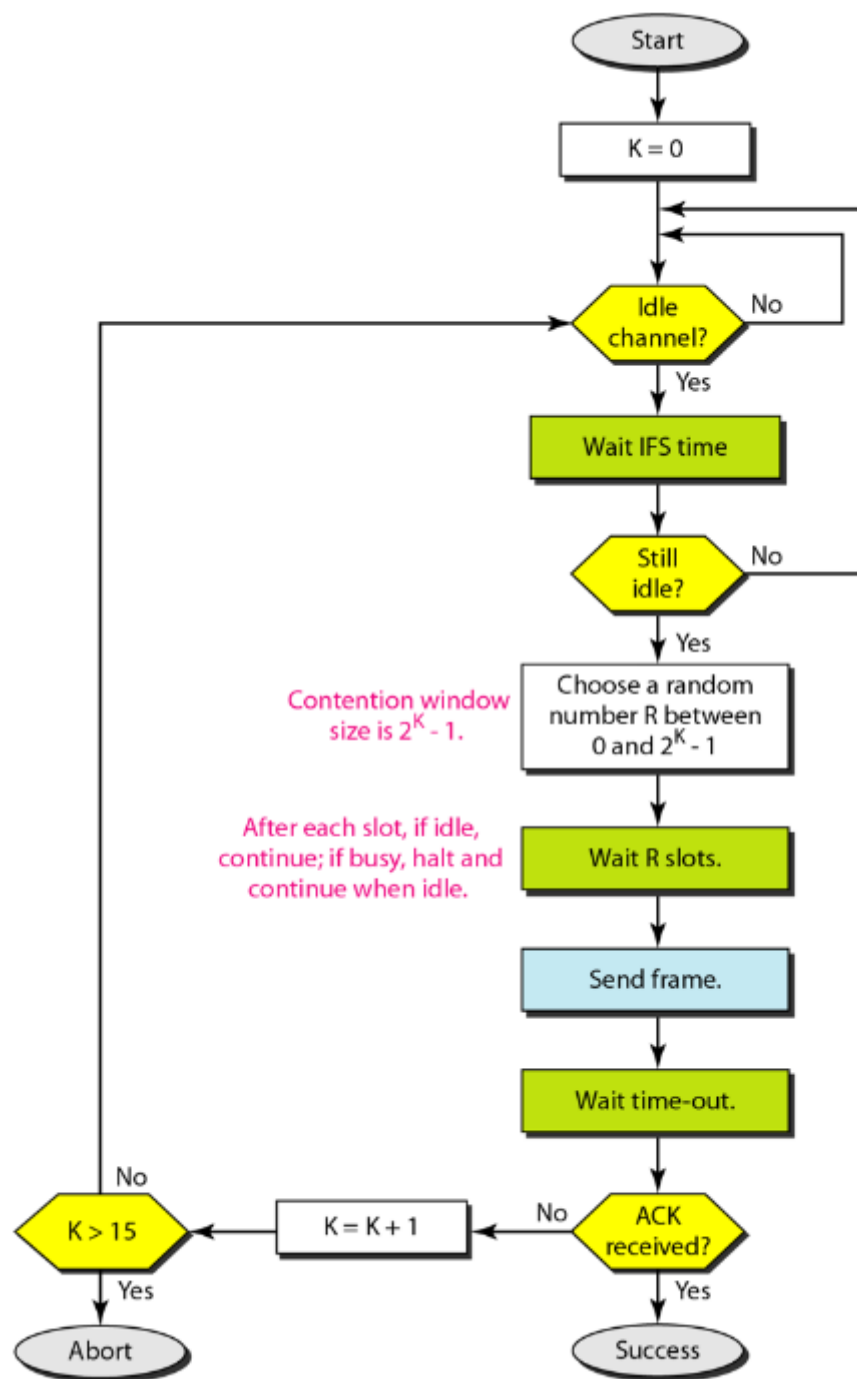 Start
K = 0
Idle
channel?
No
Yes
Wait IFS time
Still
idle?
No
Yes
Contention window
size is 2^K - 1.
Choose a random
number R between
0 and 2^K - 1
After each slot, if idle,
continue; if busy, halt and
continue when idle.
Wait R slots.
Send frame.
Wait time-out.
No
K > 15
K = K + 1
No
ACK
received?
Yes
Yes
Abort
Success